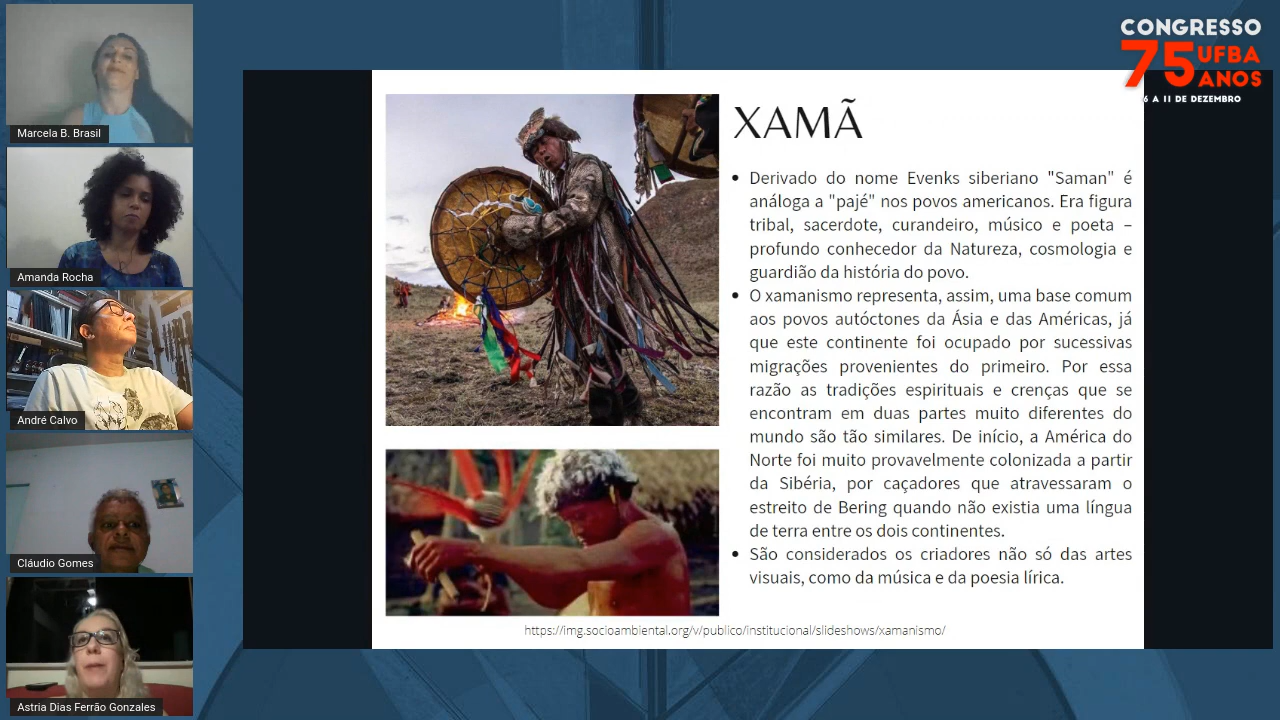 Marcela B. Brasil
Amanda Rocha
André Calvo
Cláudio Gomes
Astria Dias Ferrão Gonzales
CONGRESSO
75 UFBA
ANOS
6 A 11 DE DEZEMBRO
XAMÃ
• Derivado do nome Evenks siberiano "Saman" é
análoga a "pajé" nos povos americanos. Era figura
tribal, sacerdote, curandeiro, músico e poeta –
profundo conhecedor da Natureza, cosmologia e
guardião da história do povo.
• O xamanismo representa, assim, uma base comum
aos povos autóctones da Ásia e das Américas, já
que este continente foi ocupado por sucessivas
migrações provenientes do primeiro. Por essa
razão as tradições espirituais e crenças que se
encontram em duas partes muito diferentes do
mundo são tão similares. De início, a América do
Norte foi muito provavelmente colonizada a partir
da Sibéria, por caçadores que atravessaram o
estreito de Bering quando não existia uma língua
de terra entre os dois continentes.
• São considerados os criadores não só das artes
visuais, como da música e da poesia lírica.
https://img.socioambiental.org/v/publico/institucional/slideshows/xamanismo/